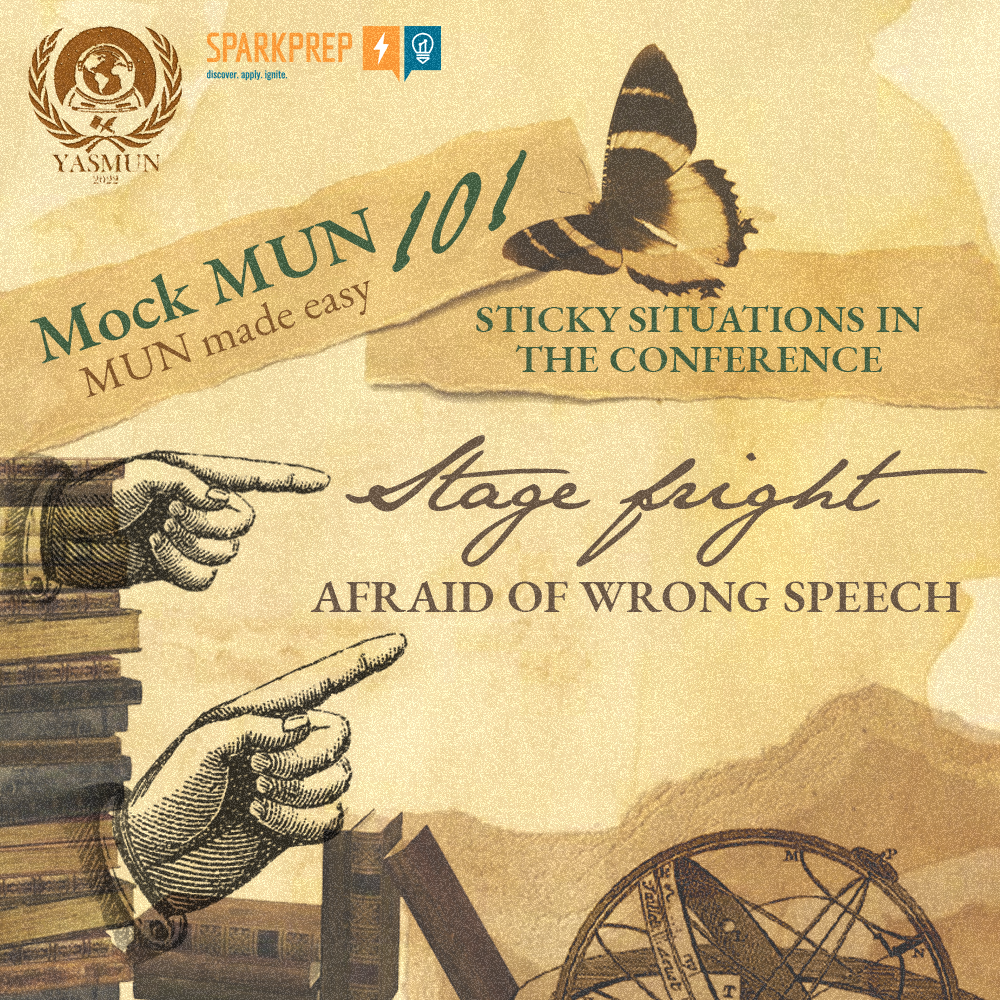 SPARKPREP
discover. apply. ignite.
YASMUN
2022
Mock MUN 101
MUN made easy
STICKY SITUATIONS IN
THE CONFERENCE
Stage fright
AFRAID OF WRONG SPEECH
M
P